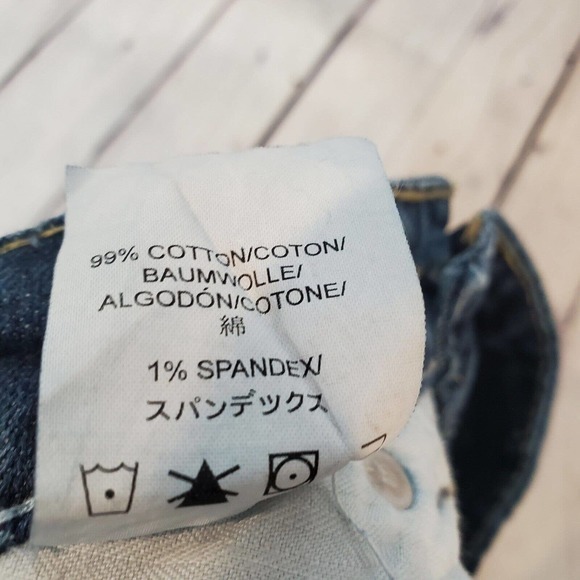 99% COTTON/COTON/
BAUMWOLLE/
ALGODÓN/COTONE/
綿
1% SPANDEX/
スパンデックス